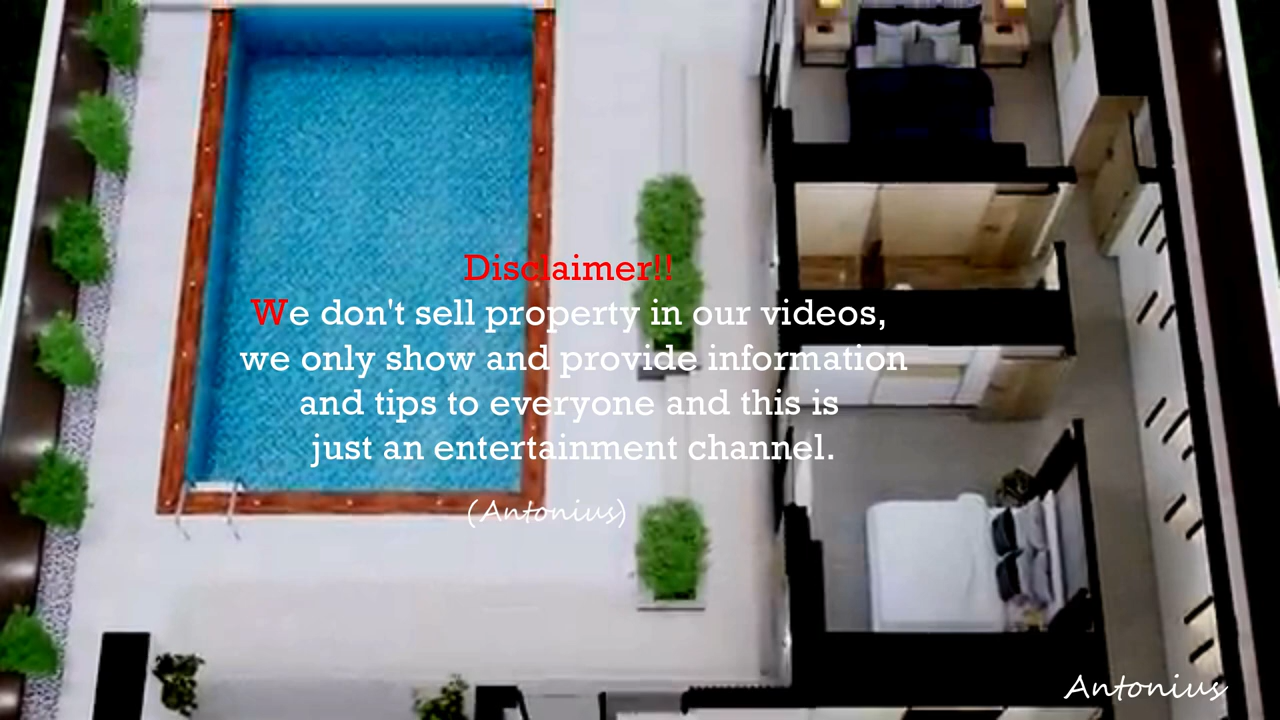 Disclaimer!!
We don't sell property in our videos,
we only show and provide information
and tips to everyone and this is
just an entertainment channel.
(Antonius)
Antonius